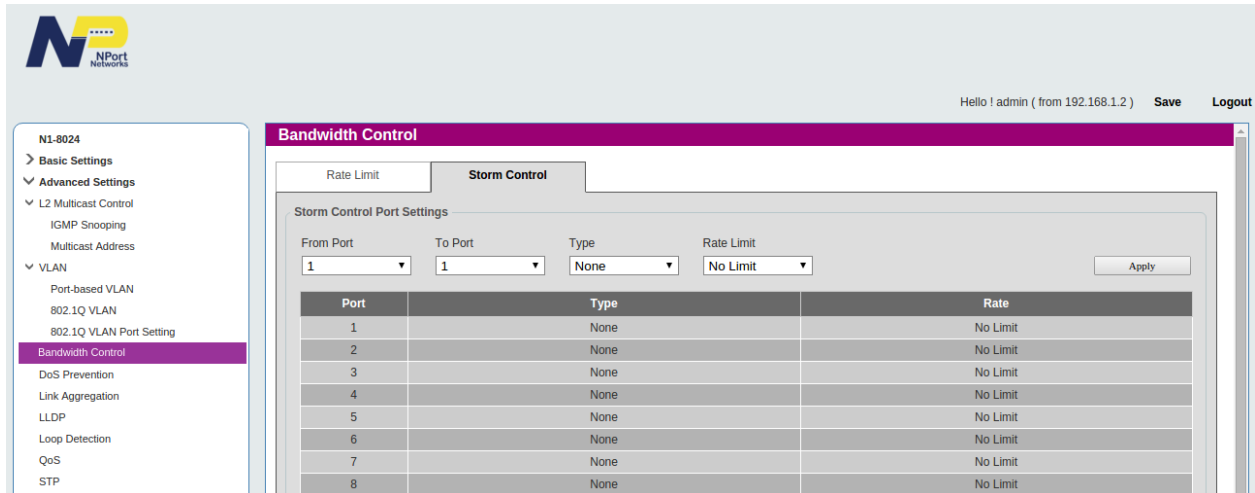 NP
NPort
Networks
Hello ! admin ( from 192.168.1.2 ) Save Logout
N1-8024
Basic Settings
Advanced Settings
L2 Multicast Control
IGMP Snooping
Multicast Address
VLAN
Port-based VLAN
802.1Q VLAN
802.1Q VLAN Port Setting
Bandwidth Control
DoS Prevention
Link Aggregation
LLDP
Loop Detection
QoS
STP
Bandwidth Control
Rate Limit Storm Control
Storm Control Port Settings
From Port To Port Type Rate Limit
1 1 None No Limit Apply
Port Type Rate
1 None No Limit
2 None No Limit
3 None No Limit
4 None No Limit
5 None No Limit
6 None No Limit
7 None No Limit
8 None No Limit